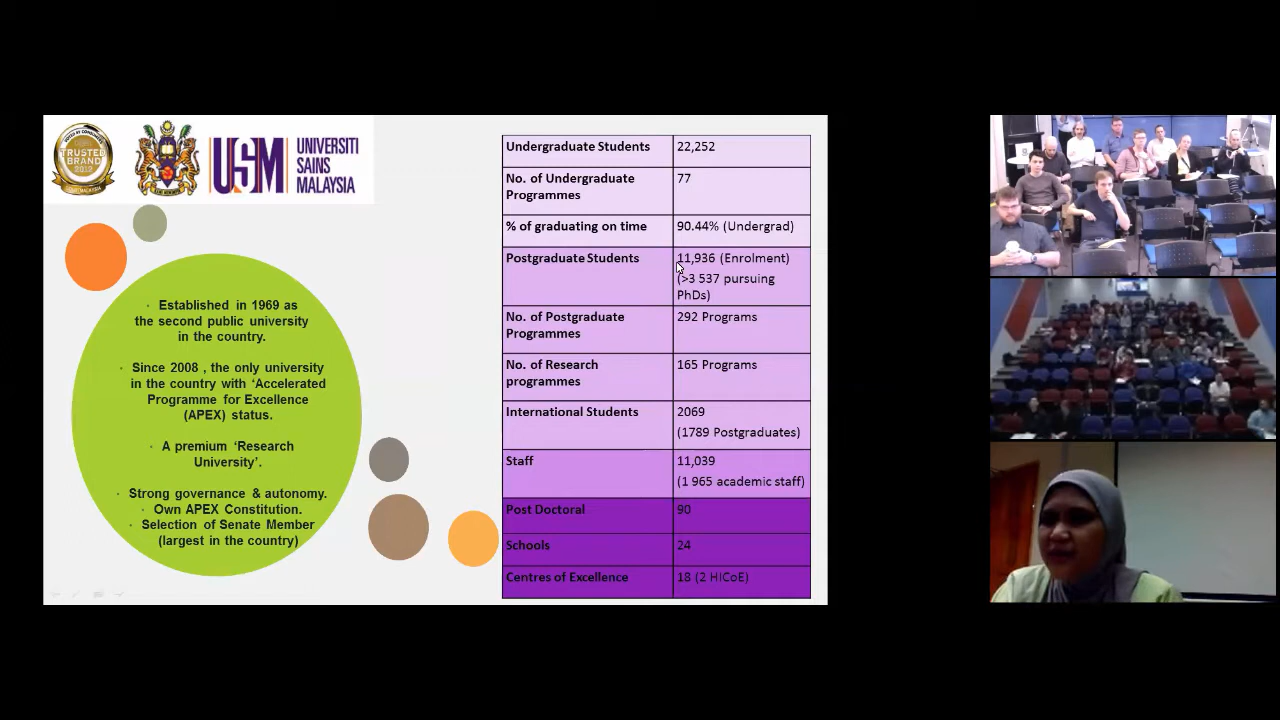 TRUSTED
BRAND
2012
USM
UNIVERSITI
SAINS
MALAYSIA
· Established in 1969 as
the second public university
in the country.
· Since 2008 , the only university
in the country with ‘Accelerated
Programme for Excellence
(APEX) status.
· A premium ‘Research
University’.
· Strong governance & autonomy.
· Own APEX Constitution.
· Selection of Senate Member
(largest in the country)
Undergraduate Students 22,252
No. of Undergraduate 77
Programmes
% of graduating on time 90.44% (Undergrad)
Postgraduate Students 11,936 (Enrolment)
(>3 537 pursuing
PhDs)
No. of Postgraduate 292 Programs
Programmes
No. of Research 165 Programs
programmes
International Students 2069
(1789 Postgraduates)
Staff 11,039
(1 965 academic staff)
Post Doctoral 90
Schools 24
Centres of Excellence 18 (2 HICoE)